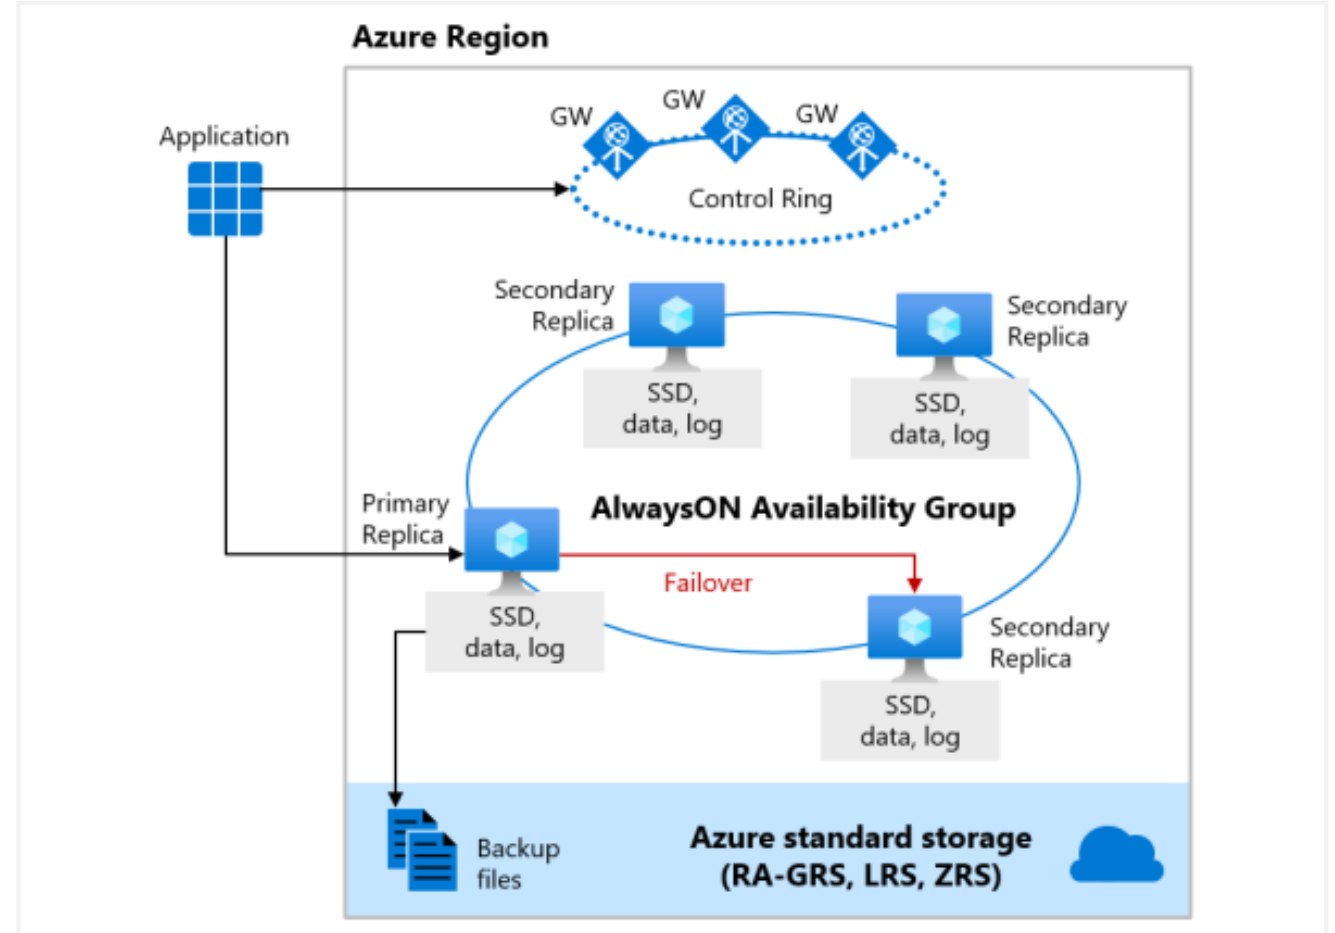 Azure Region
GW
GW
GW
Application
Control Ring
Secondary
Replica
Secondary
Replica
SSD,
data, log
SSD,
data, log
Primary
Replica
AlwaysON Availability Group
Failover
SSD,
data, log
Secondary
Replica
SSD,
data, log
Backup
files
Azure standard storage
(RA-GRS, LRS, ZRS)